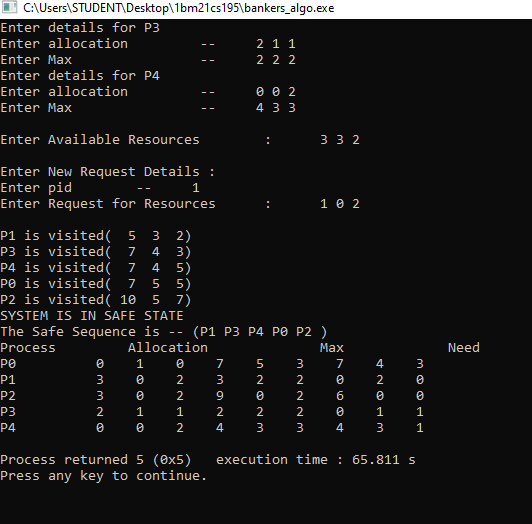 C:\Users\STUDENT\Desktop\1bm21cs195\bankers_algo.exe
Enter details for P3
Enter allocation -- 2 1 1
Enter Max -- 2 2 2
Enter details for P4
Enter allocation -- 0 0 2
Enter Max -- 4 3 3
Enter Available Resources : 3 3 2
Enter New Request Details :
Enter pid -- 1
Enter Request for Resources : 1 0 2
P1 is visited( 5 3 2)
P3 is visited( 7 4 3)
P4 is visited( 7 4 5)
P0 is visited( 7 5 5)
P2 is visited( 10 5 7)
SYSTEM IS IN SAFE STATE
The Safe Sequence is -- (P1 P3 P4 P0 P2 )
Process Allocation Max Need
P0 0 1 0 7 5 3 7 4 3
P1 3 0 2 3 2 2 0 2 0
P2 3 0 2 9 0 2 6 0 0
P3 2 1 1 2 2 2 0 1 1
P4 0 0 2 4 3 3 4 3 1
Process returned 5 (0x5) execution time : 65.811 s
Press any key to continue.